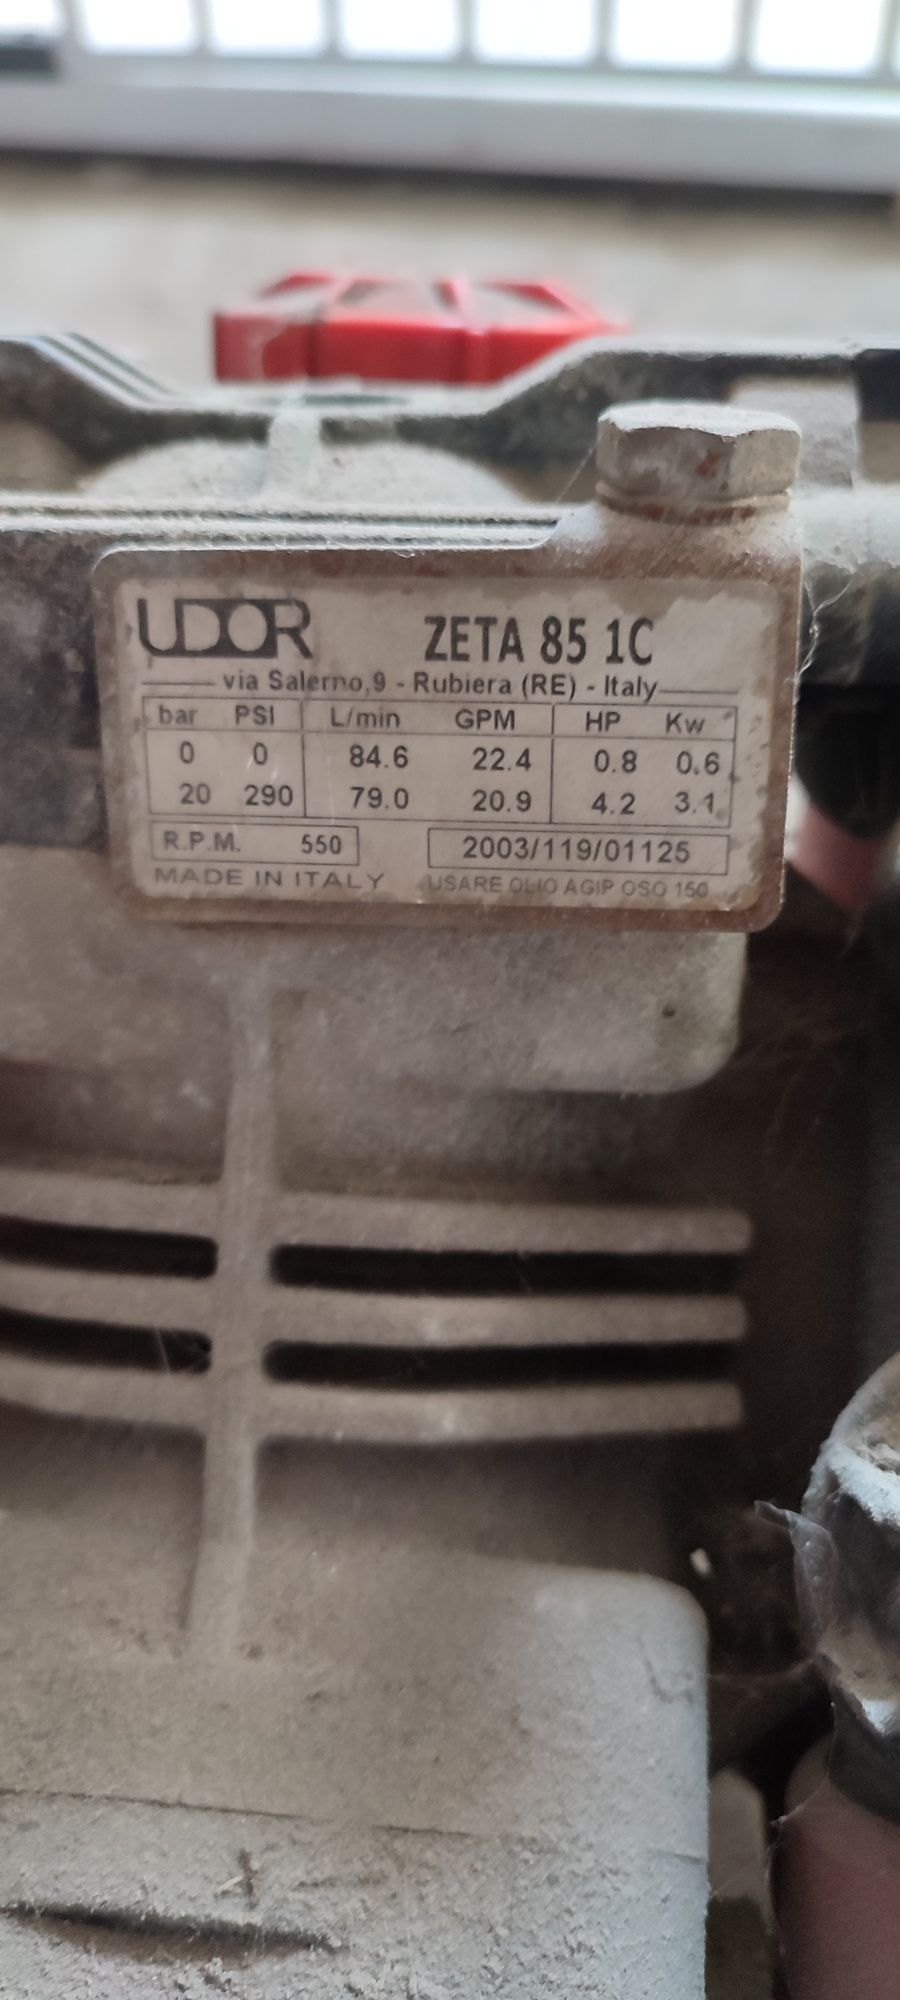 UDOR ZETA 85 1C
via Salerno,9 - Rubiera (RE) - Italy
bar PSI L/min GPM HP Kw
0 0 84.6 22.4 0.8 0.6
20 290 79.0 20.9 4.2 3.1
R.P.M. 550 2003/119/01125
MADE IN ITALY USARE OLIO AGIP OSO 150